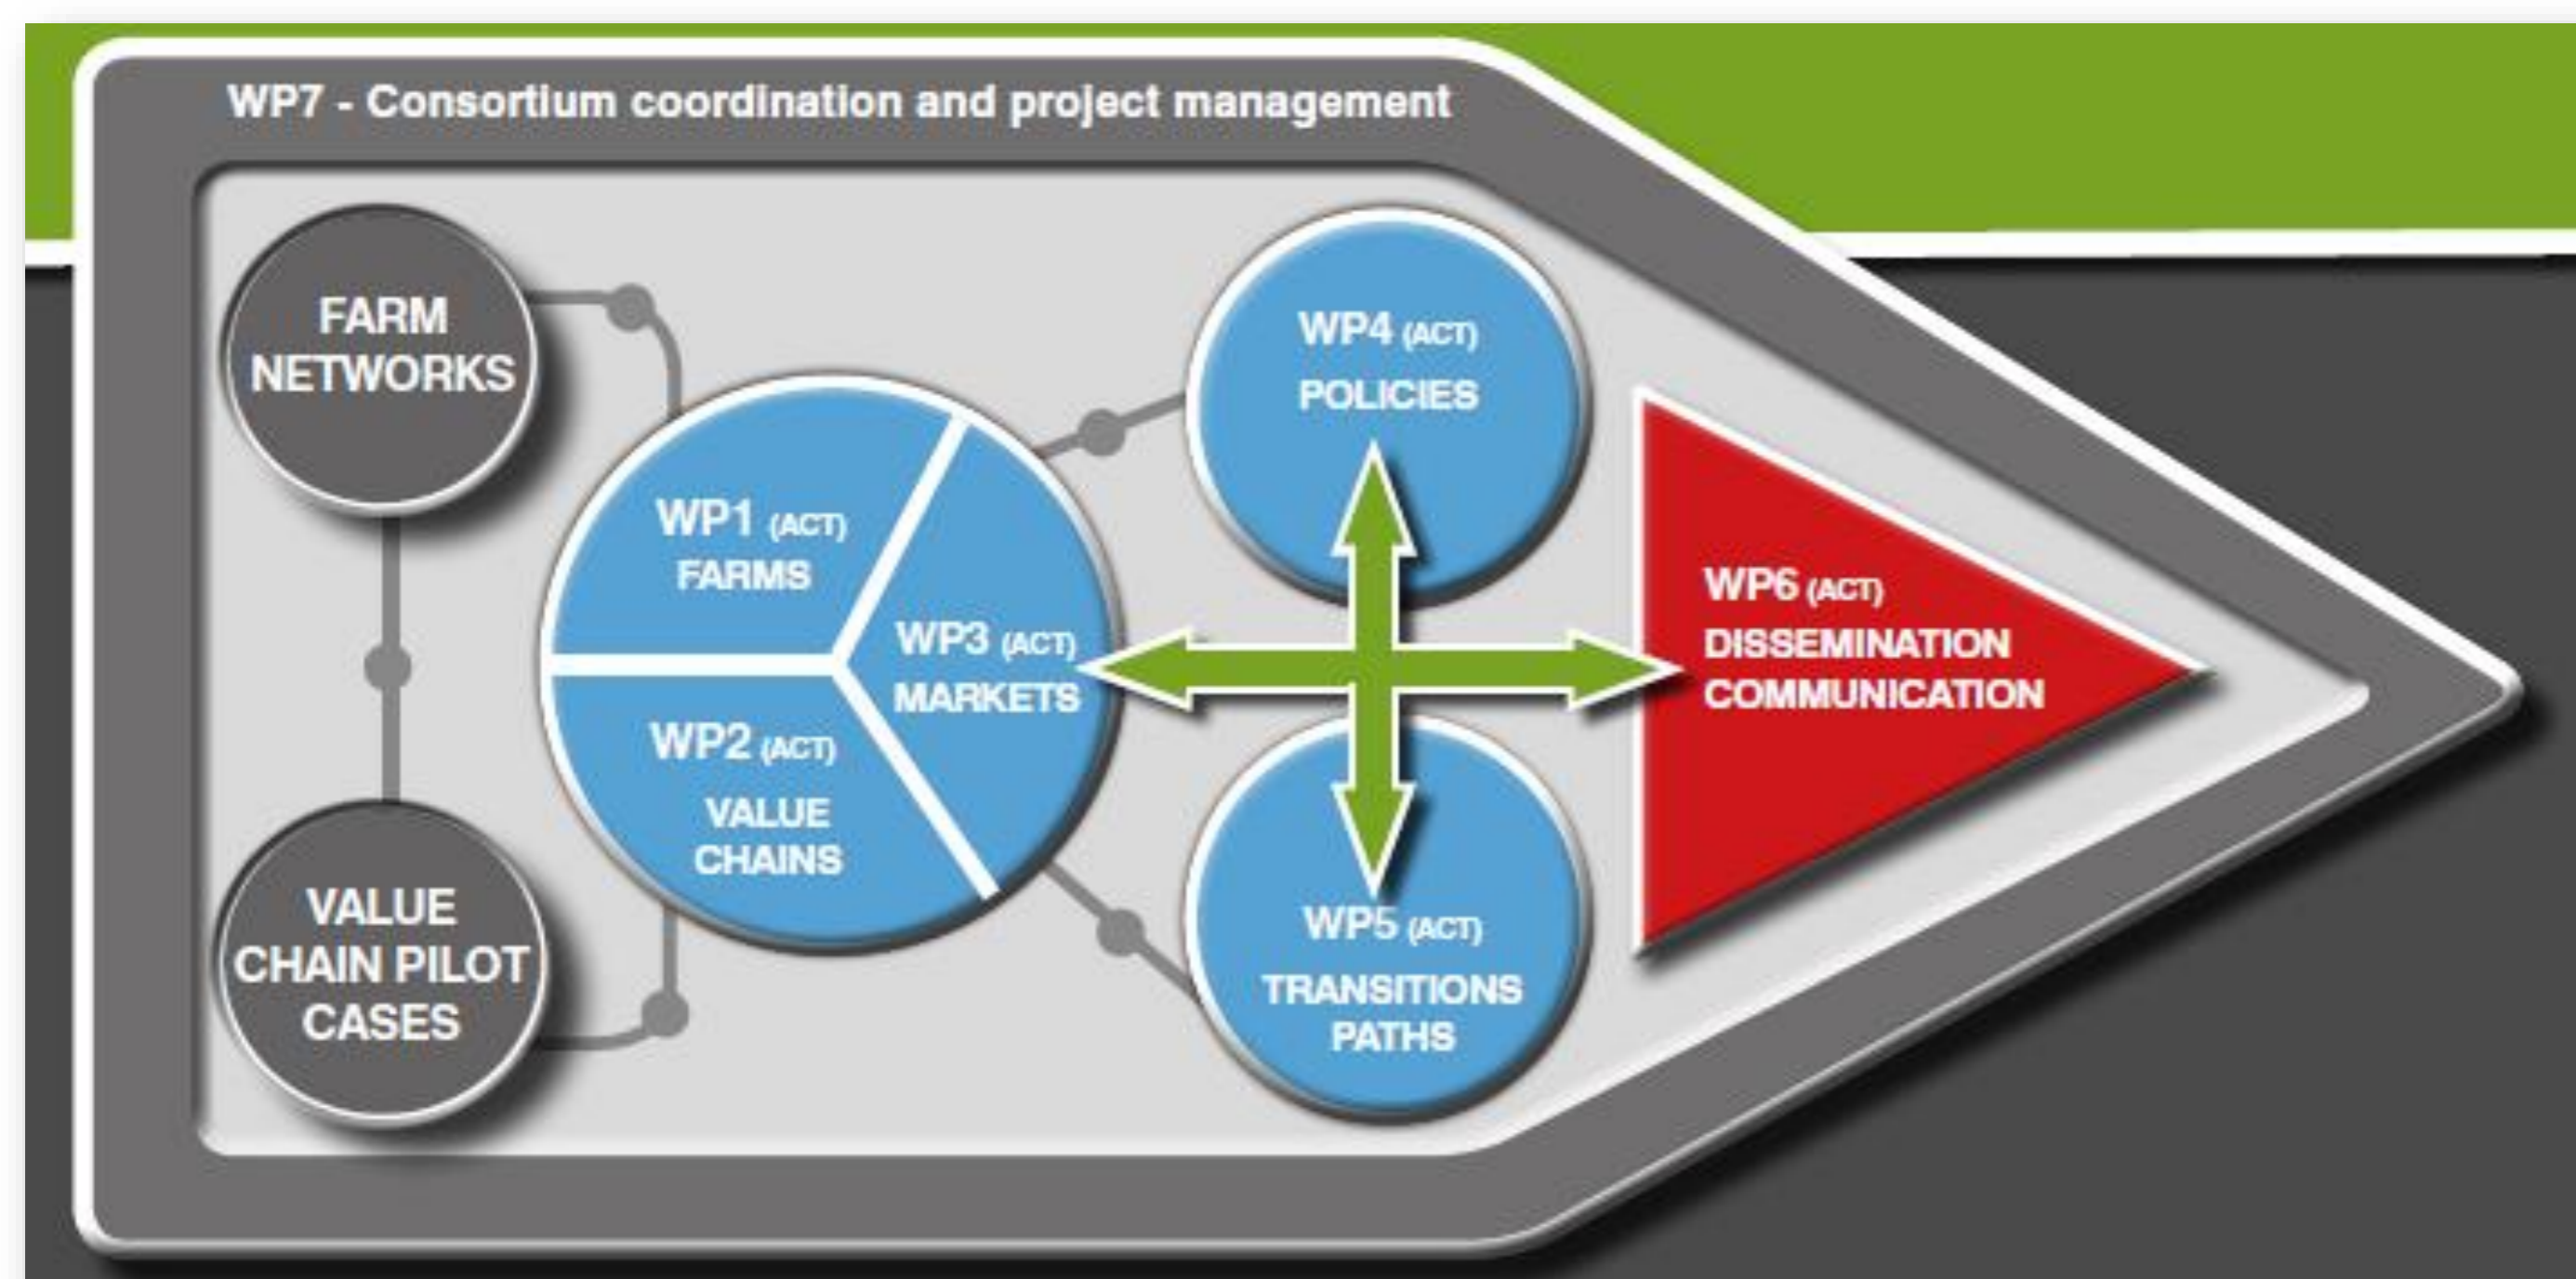 WP7 - Consortium coordination and project management
FARM
NETWORKS
VALUE
CHAIN PILOT
CASES
WP1 (ACT)
FARMS
WP2 (ACT)
VALUE
CHAINS
WP3 (ACT)
MARKETS
WP4 (ACT)
POLICIES
WP5 (ACT)
TRANSITIONS
PATHS
WP6 (ACT)
DISSEMINATION
COMMUNICATION